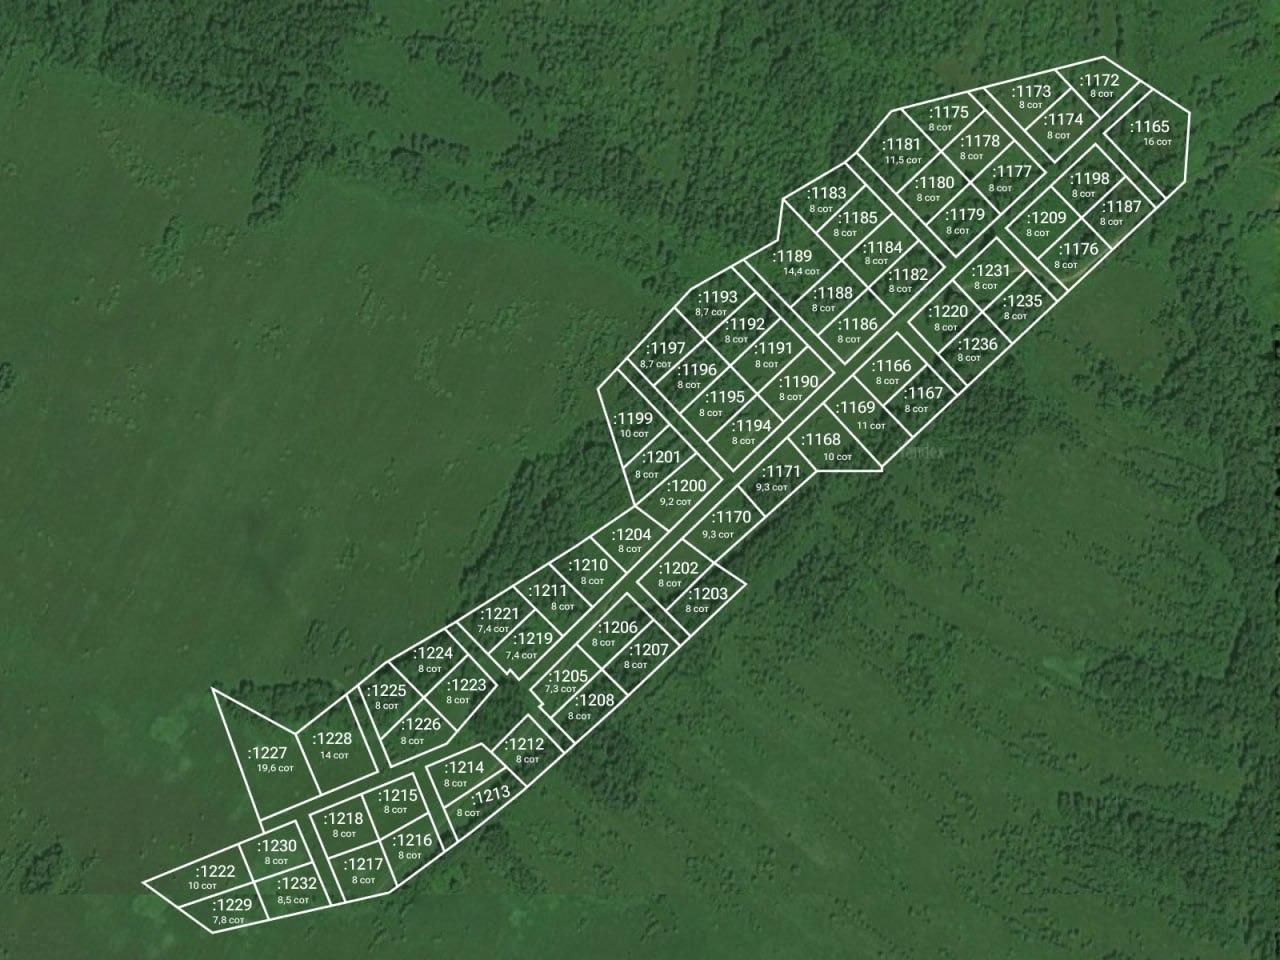 :1172
8 сот
:1173
8 сот
:1174
8 сот
:1165
16 сот
:1175
8 сот
:1178
8 сот
:1181
11,5 сот
:1177
8 сот
:1180
8 сот
:1198
8 сот
:1187
8 сот
:1183
8 сот
:1185
8 сот
:1179
8 сот
:1209
8 сот
:1176
8 сот
:1184
8 сот
:1189
14,4 сот
:1182
8 сот
:1231
8 сот
:1235
8 сот
:1193
8,7 сот
:1188
8 сот
:1220
8 сот
:1192
8 сот
:1186
8 сот
:1236
8 сот
:1197
8,7 сот
:1191
8 сот
:1196
8 сот
:1166
8 сот
:1190
8 сот
:1167
8 сот
:1195
8 сот
:1169
11 сот
:1199
10 сот
:1194
8 сот
:1168
10 сот
:1201
8 сот
:1171
9,3 сот
:1200
9,2 сот
:1170
9,3 сот
:1204
8 сот
:1210
8 сот
:1202
8 сот
:1211
8 сот
:1203
8 сот
:1221
7,4 сот
:1206
8 сот
:1219
7,4 сот
:1207
8 сот
:1224
8 сот
:1205
7,3 сот
:1223
8 сот
:1225
8 сот
:1208
8 сот
:1226
8 сот
:1228
14 сот
:1212
8 сот
:1227
19,6 сот
:1214
8 сот
:1215
8 сот
:1213
8 сот
:1218
8 сот
:1216
8 сот
:1230
8 сот
:1217
8 сот
:1222
10 сот
:1232
8,5 сот
:1229
7,8 сот